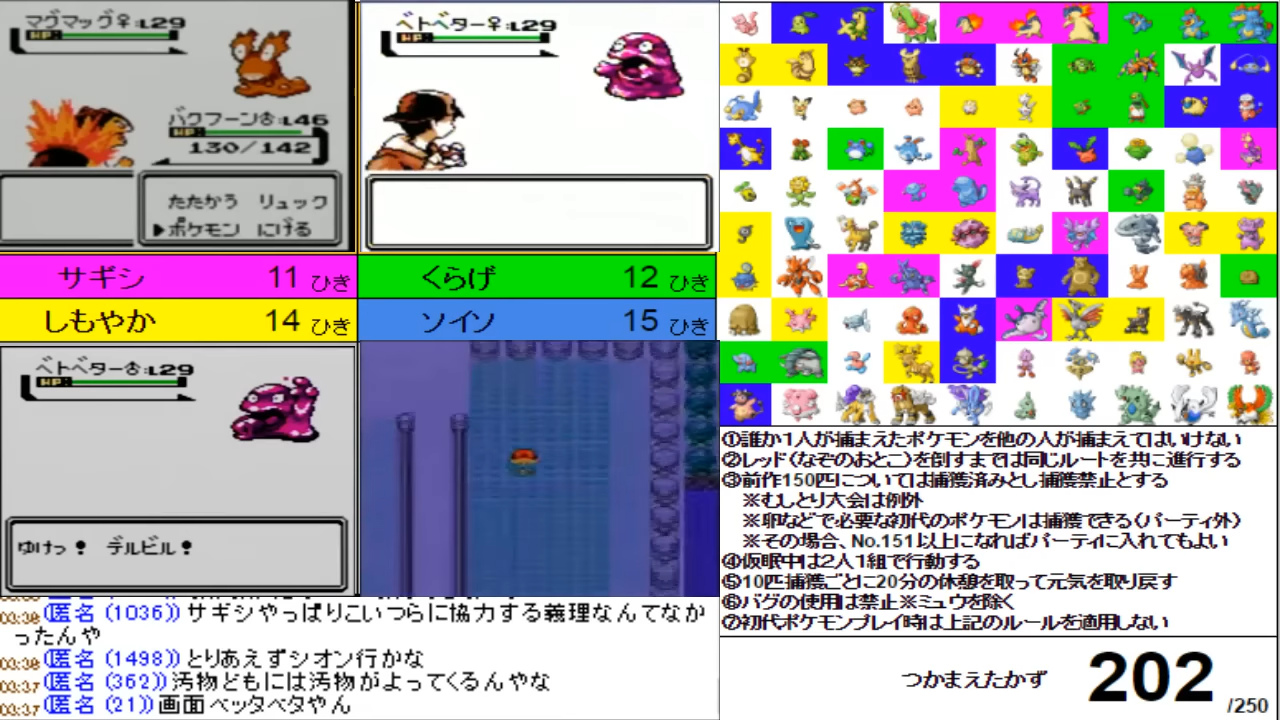 マグマッグ♀:L29
HP:
バクフーン♂:L46
HP:
130/142
たたかう リュック
▶ポケモン にげる
ベトベター♀:L29
HP:
サギシ 11 ひき
くらげ 12 ひき
しもやか 14 ひき
ソイソ 15 ひき
ベトベター♂:L29
HP:
ゆけっ! デルビル!
03:38 (匿名 (1036)) サギシやっぱりこいつらに協力する義理なんてなか
ったんや
03:38 (匿名 (1498)) とりあえずシオン行かな
03:37 (匿名 (362)) 汚物どもには汚物がよってくるんやな
03:37 (匿名 (21)) 画面ベッタベタやん
①誰か1人が捕まえたポケモンを他の人が捕まえてはいけない
②レッド(なぞのおとこ)を倒すまでは同じルートを共に進行する
③前作150匹については捕獲済みとし捕獲禁止とする
※むしとり大会は例外
※卵などで必要な初代のポケモンは捕獲できる(パーティ外)
※その場合、No.151以上になればパーティに入れてもよい
④仮眠中は2人1組で行動する
⑤10匹捕獲ごとに20分の休憩を取って元気を取り戻す
⑥バグの使用は禁止※ミュウを除く
⑦初代ポケモンプレイ時は上記のルールを適用しない
つかまえたかず 202 /250